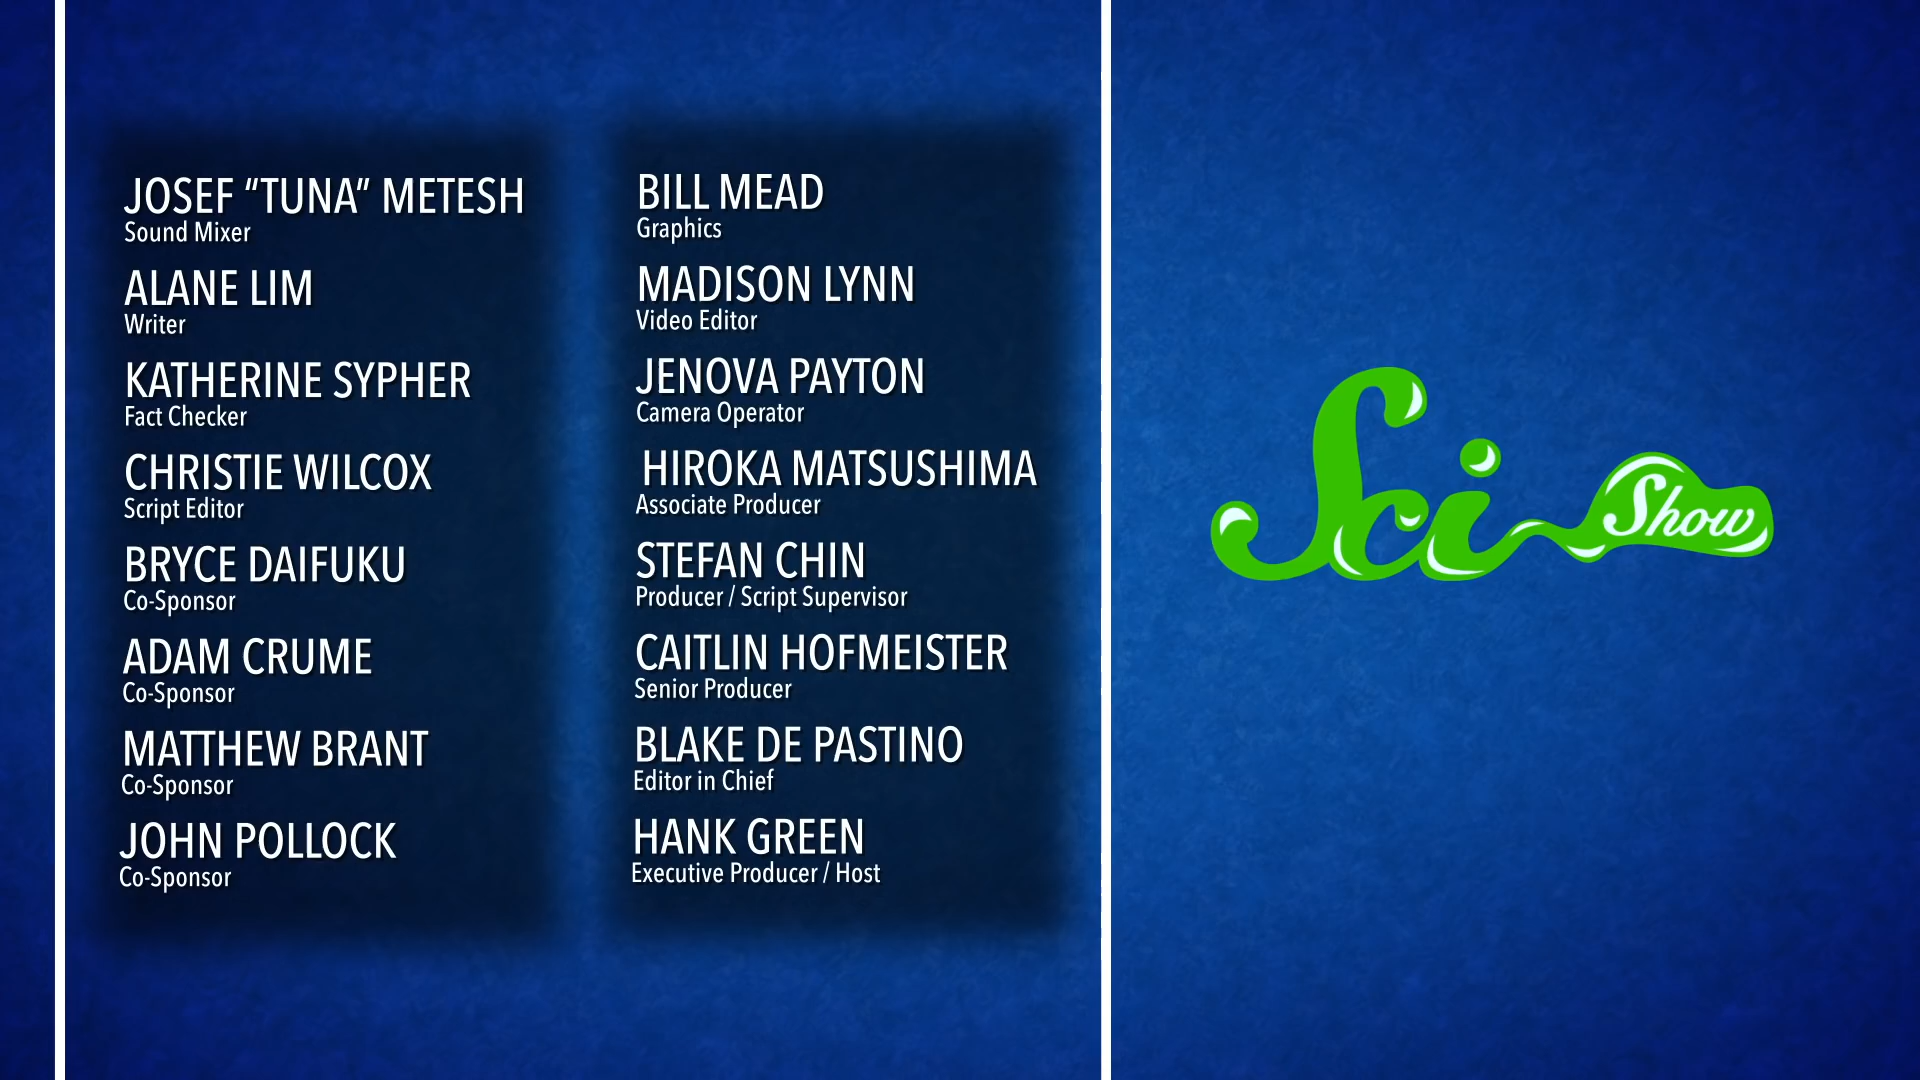 JOSEF “TUNA” METESH
Sound Mixer
ALANE LIM
Writer
KATHERINE SYPHER
Fact Checker
CHRISTIE WILCOX
Script Editor
BRYCE DAIFUKU
Co-Sponsor
ADAM CRUME
Co-Sponsor
MATTHEW BRANT
Co-Sponsor
JOHN POLLOCK
Co-Sponsor
BILL MEAD
Graphics
MADISON LYNN
Video Editor
JENOVA PAYTON
Camera Operator
HIROKA MATSUSHIMA
Associate Producer
STEFAN CHIN
Producer / Script Supervisor
CAITLIN HOFMEISTER
Senior Producer
BLAKE DE PASTINO
Editor in Chief
HANK GREEN
Executive Producer / Host
Sci Show